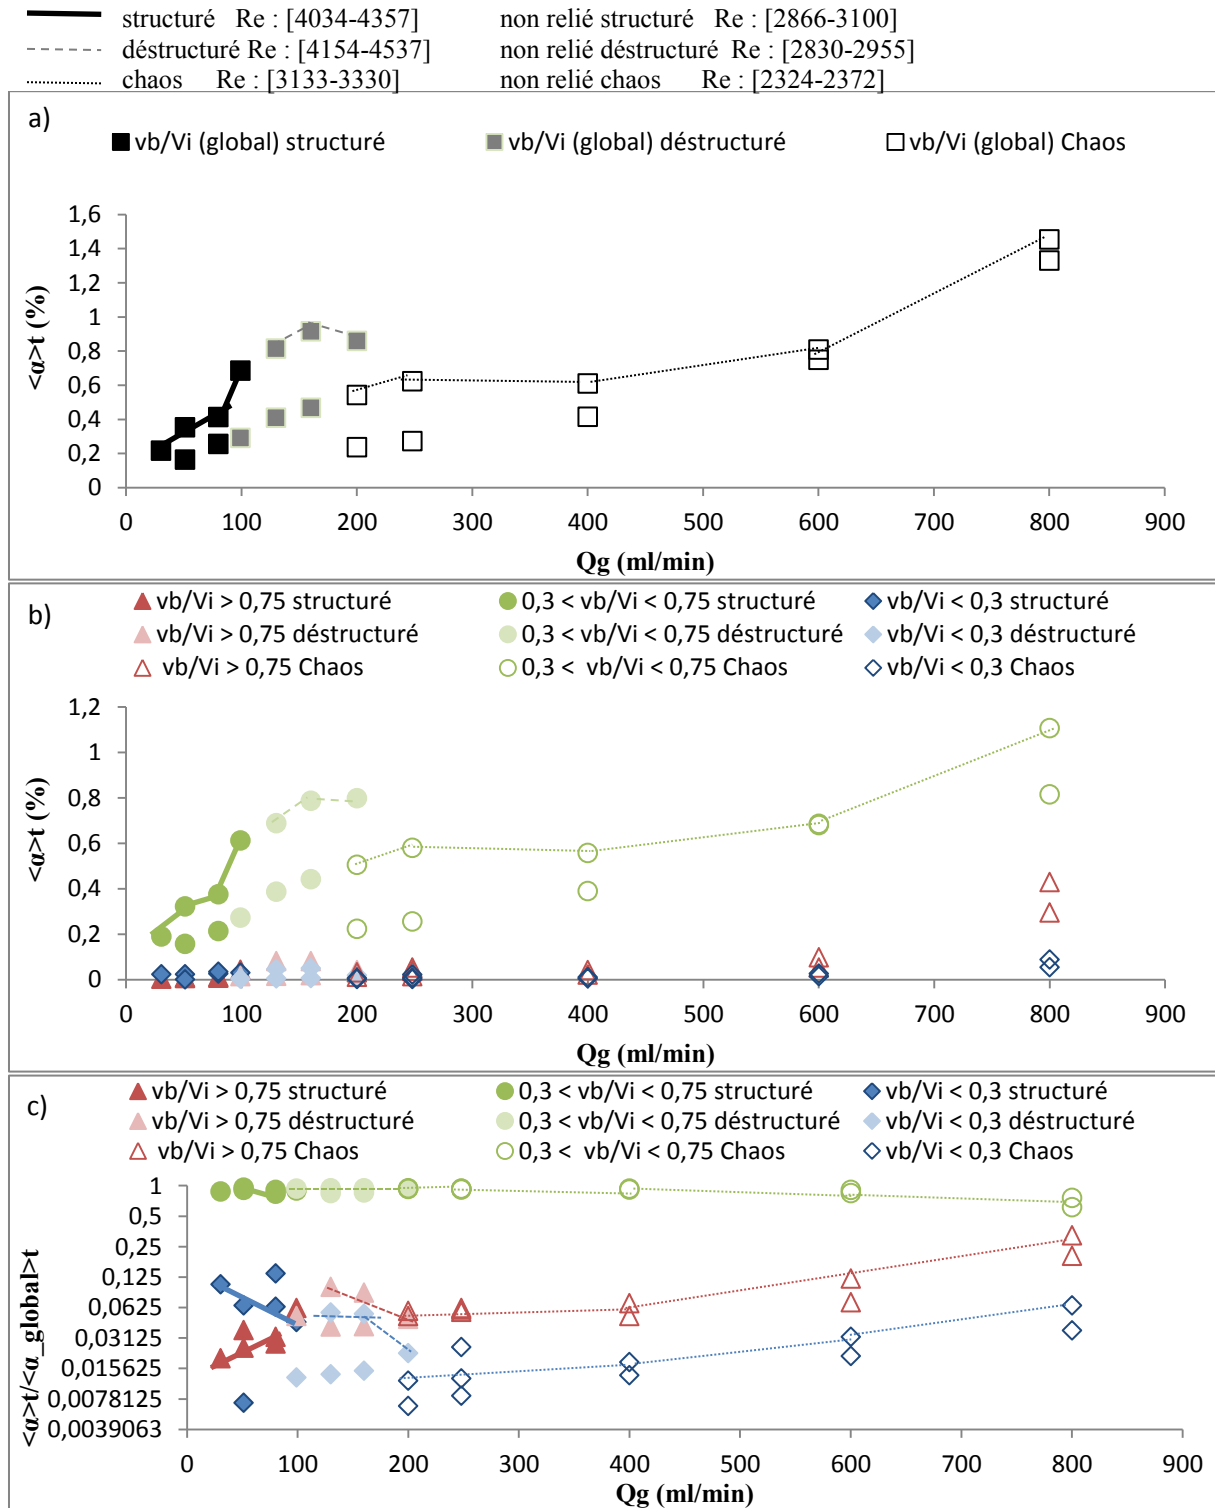 structuré Re : [4034-4357] non relié structuré Re : [2866-3100]
déstructuré Re : [4154-4537] non relié déstructuré Re : [2830-2955]
chaos Re : [3133-3330] non relié chaos Re : [2324-2372]
a)
vb/Vi (global) structuré vb/Vi (global) déstructuré vb/Vi (global) Chaos
1,6
1,4
1,2
1
0,8
0,6
0,4
0,2
0
<α>t (%)
0 100 200 300 400 500 600 700 800 900
Qg (ml/min)
b)
vb/Vi > 0,75 structuré 0,3 < vb/Vi < 0,75 structuré vb/Vi < 0,3 structuré
vb/Vi > 0,75 déstructuré 0,3 < vb/Vi < 0,75 déstructuré vb/Vi < 0,3 déstructuré
vb/Vi > 0,75 Chaos 0,3 < vb/Vi < 0,75 Chaos vb/Vi < 0,3 Chaos
1,2
1
0,8
0,6
0,4
0,2
0
<α>t (%)
0 100 200 300 400 500 600 700 800 900
Qg (ml/min)
c)
vb/Vi > 0,75 structuré 0,3 < vb/Vi < 0,75 structuré vb/Vi < 0,3 structuré
vb/Vi > 0,75 déstructuré 0,3 < vb/Vi < 0,75 déstructuré vb/Vi < 0,3 déstructuré
vb/Vi > 0,75 Chaos 0,3 < vb/Vi < 0,75 Chaos vb/Vi < 0,3 Chaos
1
0,5
0,25
0,125
0,0625
0,03125
0,015625
0,0078125
0,0039063
<α>t/<α_global>t
0 100 200 300 400 500 600 700 800 900
Qg (ml/min)